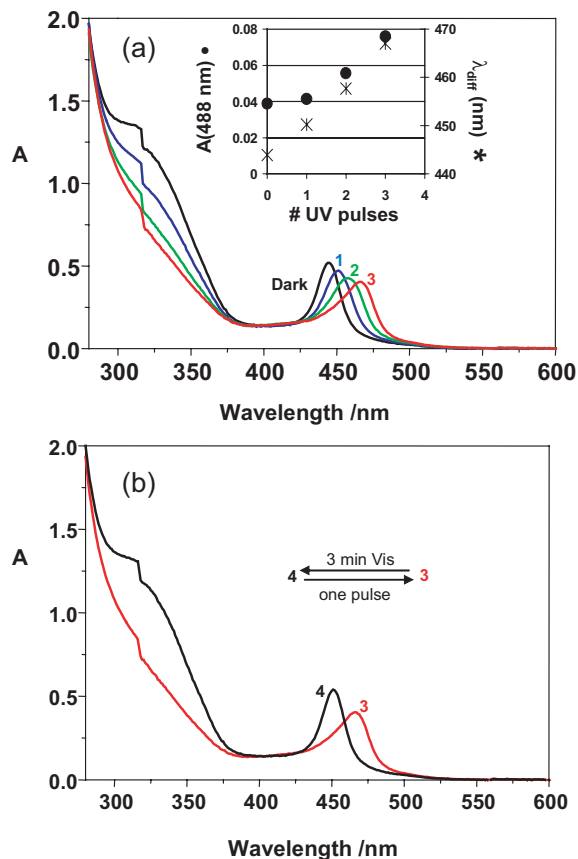 (a)
A
2.0
1.5
1.0
0.5
0.0
300 350 400 450 500 550 600
Wavelength /nm
Dark
1
2
3
A(488 nm) ●
0.08
0.06
0.04
0.02
0
470
460
450
440
λdiff (nm) *
0 1 2 3 4
# UV pulses
(b)
A
2.0
1.5
1.0
0.5
0.0
3 min Vis
4 3
one pulse
4
3
300 350 400 450 500 550 600
Wavelength /nm